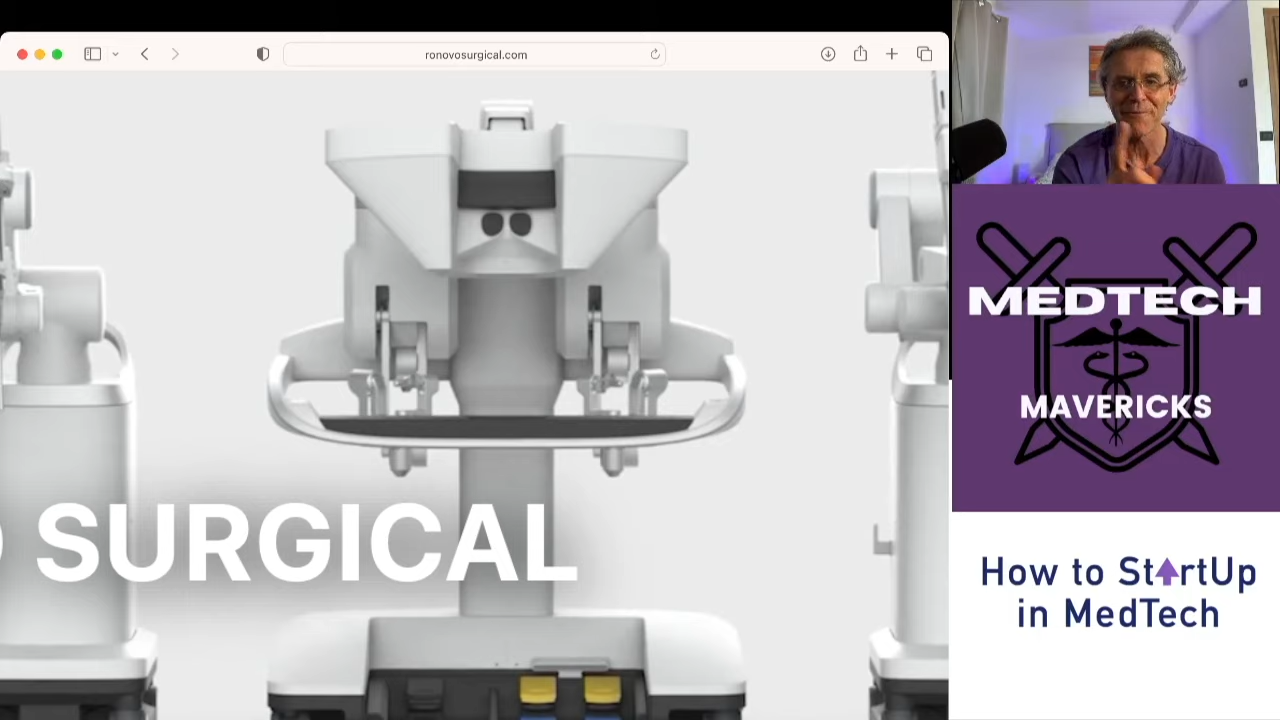 ronovosurgical.com
SURGICAL
MEDTECH
MAVERICKS
How to StartUp
in MedTech